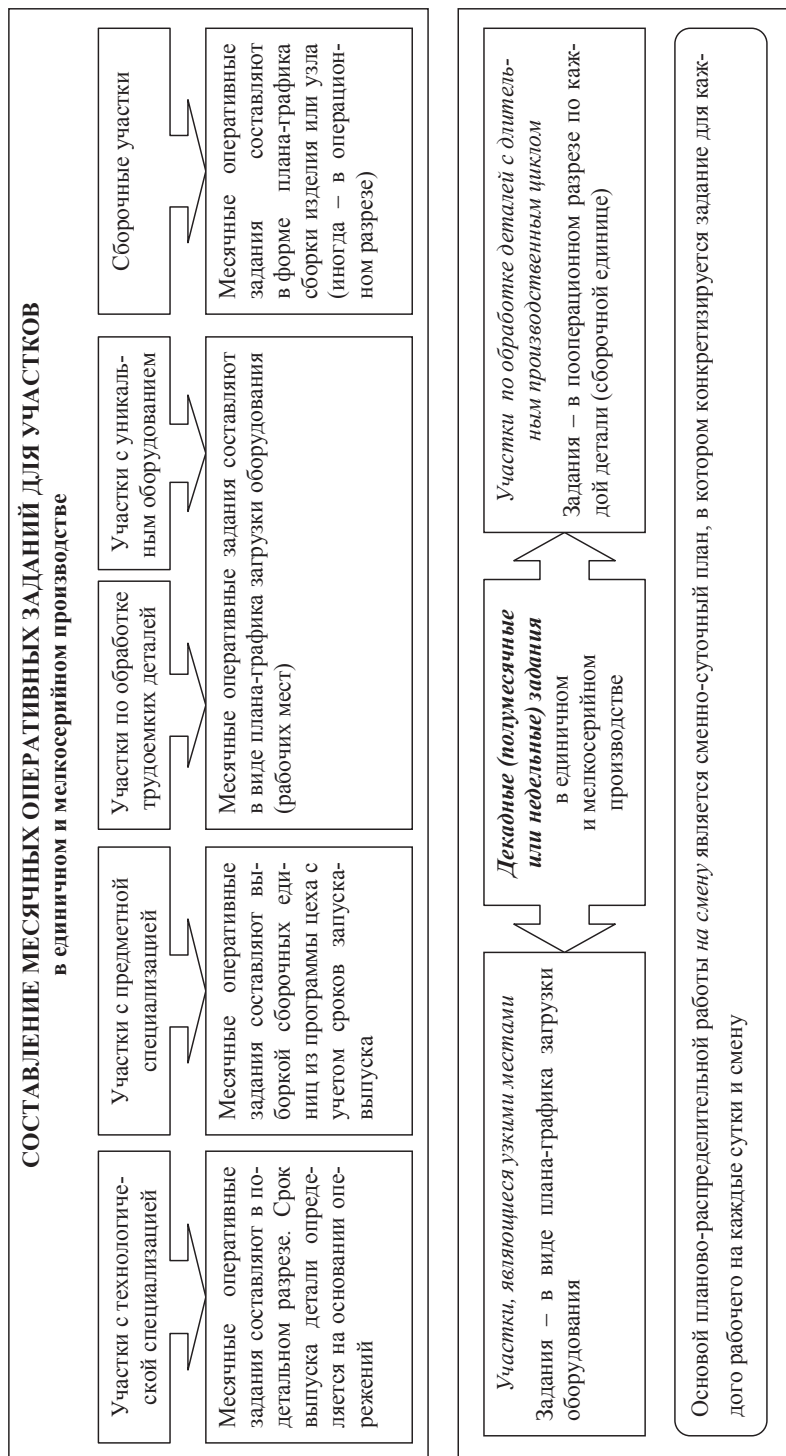 СОСТАВЛЕНИЕ МЕСЯЧНЫХ ОПЕРАТИВНЫХ ЗАДАНИЙ ДЛЯ УЧАСТКОВ
в единичном и мелкосерийном производстве
Участки с технологиче-
ской специализацией
Месячные оперативные
задания составляют в по-
детальном разрезе. Срок
выпуска детали опреде-
ляется на основании опе-
режений
Участки с предметной
специализацией
Месячные оперативные
задания составляют вы-
боркой сборочных еди-
ниц из программы цеха с
учетом сроков запуска-
выпуска
Участки по обработке
трудоемких деталей
Участки с уникаль-
ным оборудованием
Месячные оперативные задания составляют
в виде плана-графика загрузки оборудования
(рабочих мест)
Сборочные участки
Месячные оперативные
задания составляют
в форме плана-графика
сборки изделия или узла
(иногда – в операцион-
ном разрезе)
Участки, являющиеся узкими местами
Задания – в виде плана-графика загрузки
оборудования
Декадные (полумесячные
или недельные) задания
в единичном
и мелкосерийном
производстве
Участки по обработке деталей с длитель-
ным производственным циклом
Задания – в пооперационном разрезе по каж-
дой детали (сборочной единице)
Основой планово-распределительной работы на смену является сменно-суточный план, в котором конкретизируется задание для каж-
дого рабочего на каждые сутки и смену